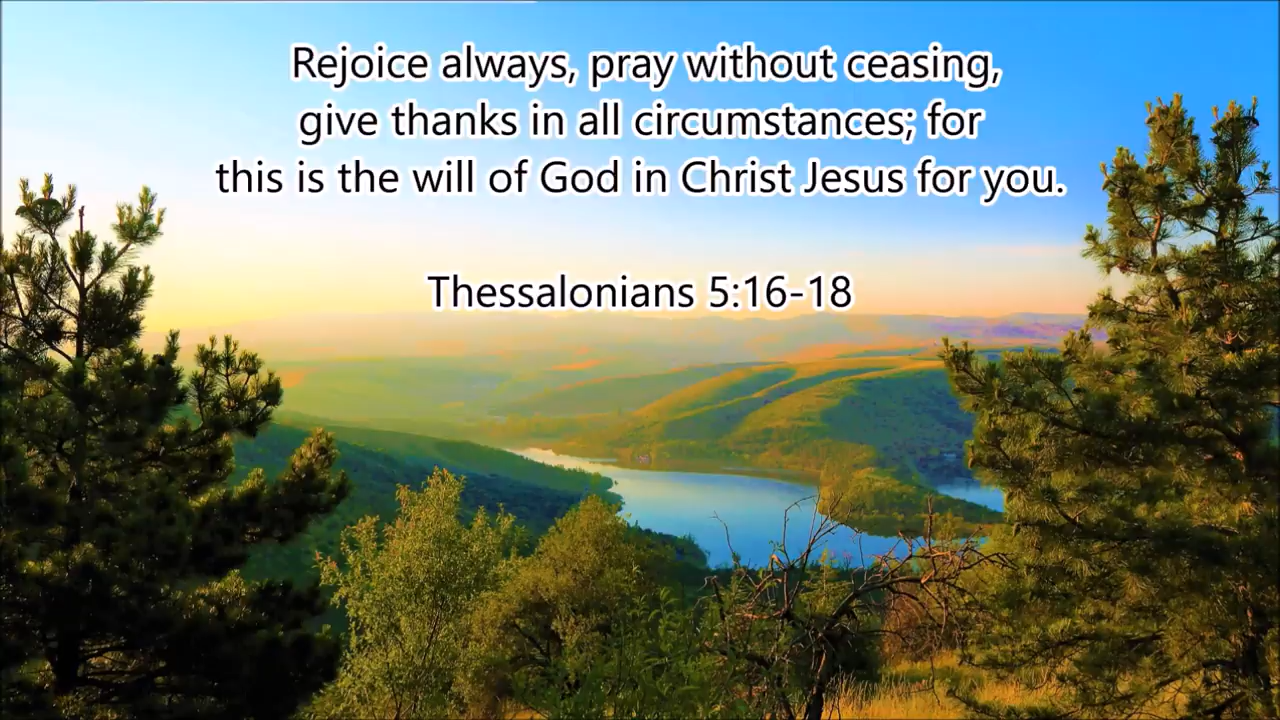 Rejoice always, pray without ceasing,
give thanks in all circumstances; for
this is the will of God in Christ Jesus for you.
Thessalonians 5:16-18